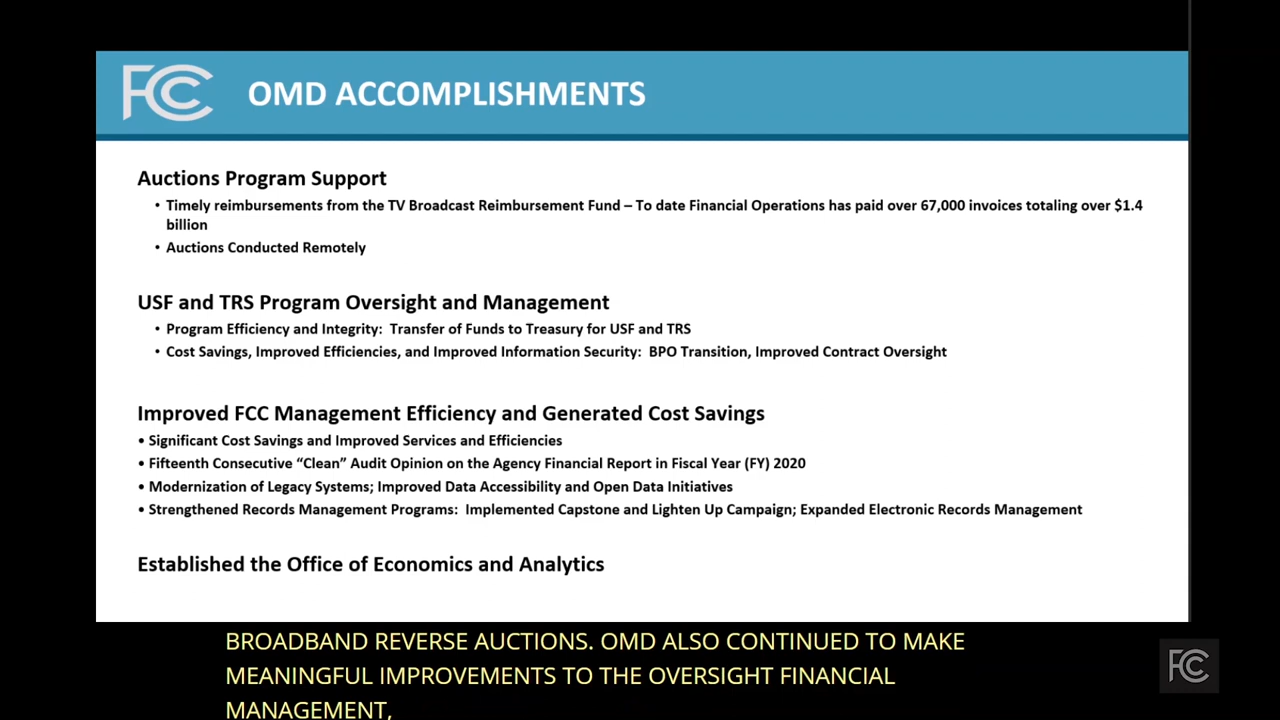 FCC OMD ACCOMPLISHMENTS
Auctions Program Support
• Timely reimbursements from the TV Broadcast Reimbursement Fund – To date Financial Operations has paid over 67,000 invoices totaling over $1.4
billion
• Auctions Conducted Remotely
USF and TRS Program Oversight and Management
• Program Efficiency and Integrity:  Transfer of Funds to Treasury for USF and TRS
• Cost Savings, Improved Efficiencies, and Improved Information Security:  BPO Transition, Improved Contract Oversight
Improved FCC Management Efficiency and Generated Cost Savings
• Significant Cost Savings and Improved Services and Efficiencies
• Fifteenth Consecutive “Clean” Audit Opinion on the Agency Financial Report in Fiscal Year (FY) 2020
• Modernization of Legacy Systems; Improved Data Accessibility and Open Data Initiatives
• Strengthened Records Management Programs:  Implemented Capstone and Lighten Up Campaign; Expanded Electronic Records Management
Established the Office of Economics and Analytics
BROADBAND REVERSE AUCTIONS. OMD ALSO CONTINUED TO MAKE
MEANINGFUL IMPROVEMENTS TO THE OVERSIGHT FINANCIAL
MANAGEMENT,
FCC